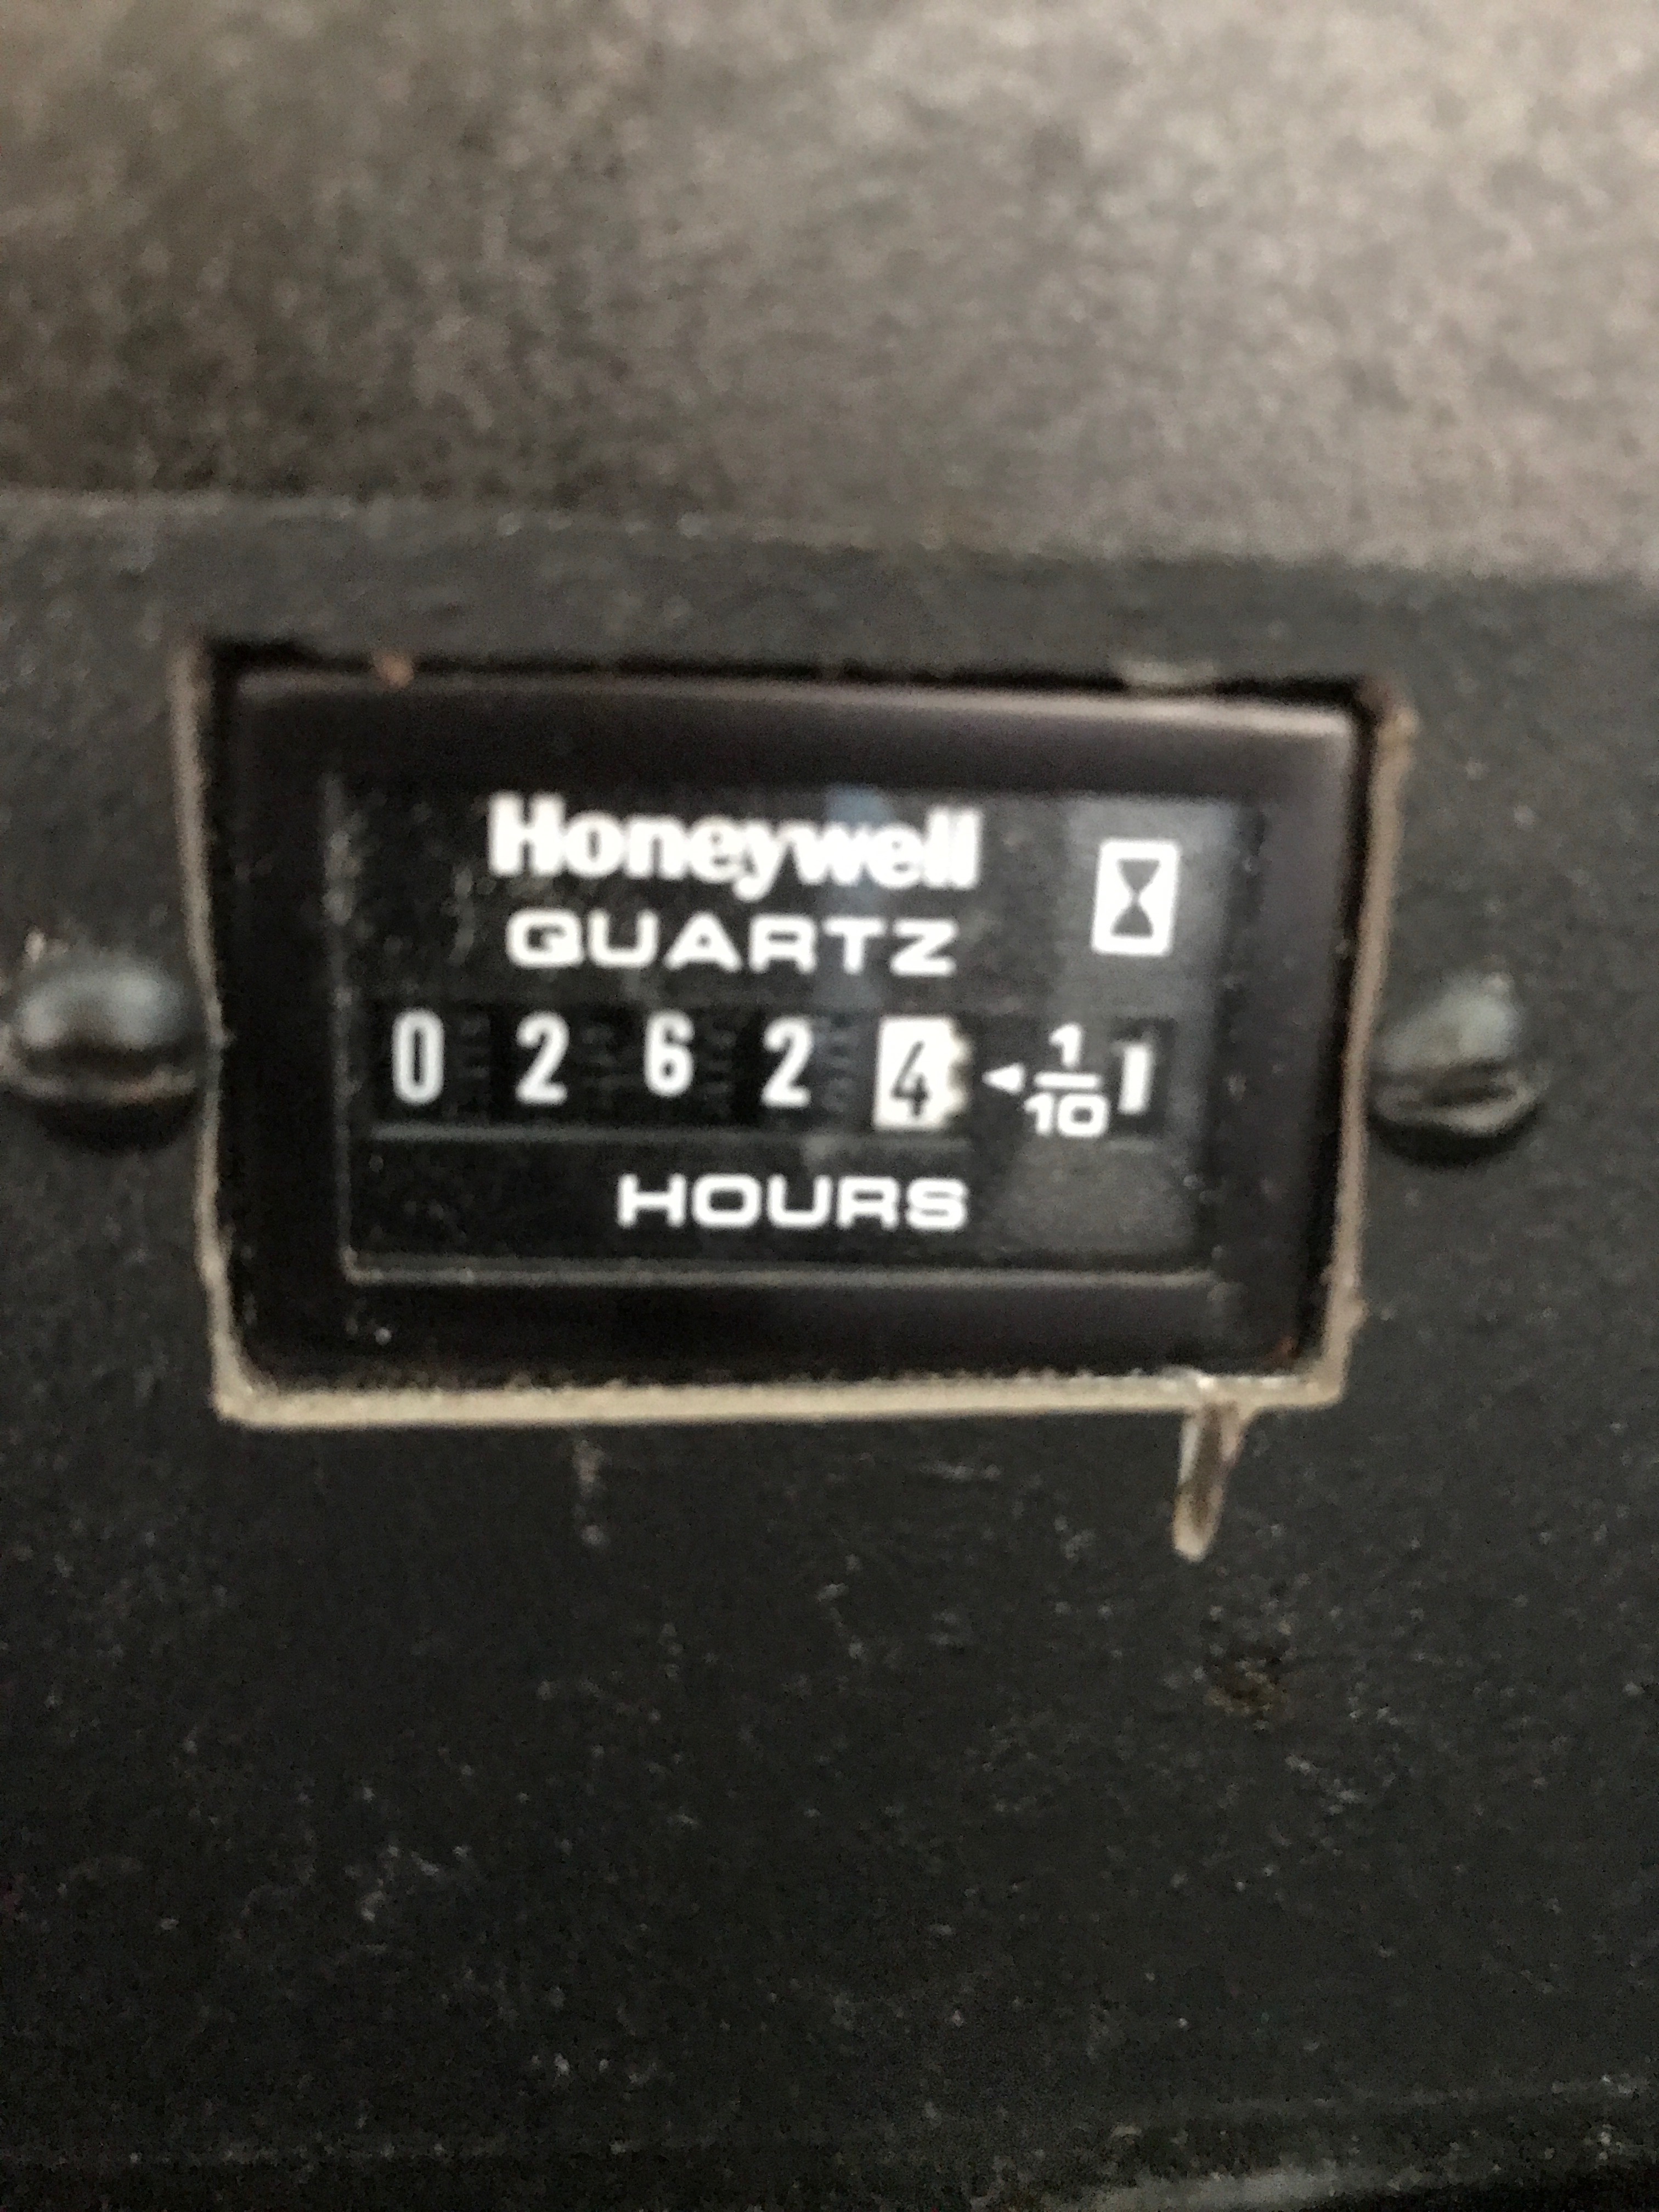 Honeywell
QUARTZ
0 2 6 2 4 ◄ 1/10
HOURS